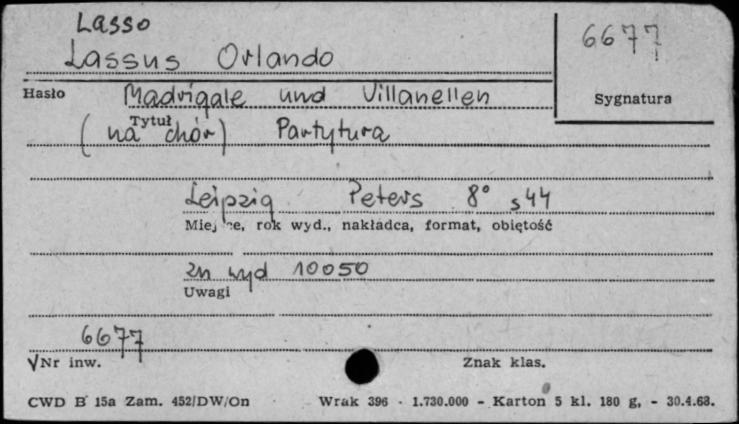 Lasso
6677
Lassus Orlando
Hasło
Madrigale und Villanellen
Sygnatura
Tytuł
(na chór) Partytura
Leipzig Peters 8° s 44
Miejsce, rok wyd., nakładca, format, objętość
zn wyd 10050
Uwagi
6677
√Nr inw.
Znak klas.
CWD B 15a Zam. 452/DW/On Wrak 396 - 1.730.000 - Karton 5 kl. 180 g, - 30.4.68.